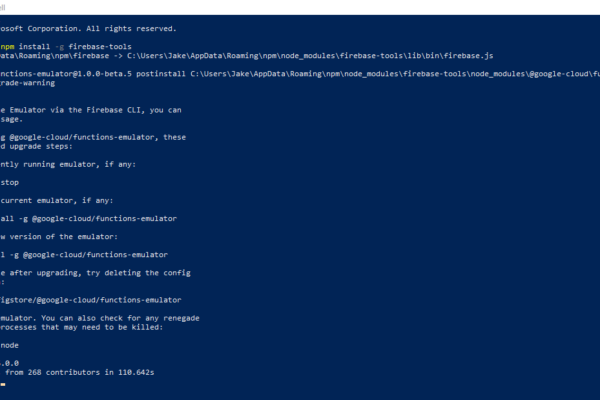 ell
rosoft Corporation. All rights reserved.
npm install -g firebase-tools
Data\Roaming\npm\firebase -> C:\Users\Jake\AppData\Roaming\npm\node_modules\firebase-tools\lib\bin\firebase.js
nctions-emulator@1.0.0-beta.5 postinstall C:\Users\Jake\AppData\Roaming\npm\node_modules\firebase-tools\node_modules\@google-cloud\fu
grade-warning
e Emulator via the Firebase CLI, you can
sage.
g @google-cloud/functions-emulator, these
d upgrade steps:
ntly running emulator, if any:
stop
current emulator, if any:
all -g @google-cloud/functions-emulator
w version of the emulator:
l -g @google-cloud/functions-emulator
e after upgrading, try deleting the config
:
igstore/@google-cloud/functions-emulator
mulator. You can also check for any renegade
rocesses that may need to be killed:
node
.0.0
from 268 contributors in 110.642s